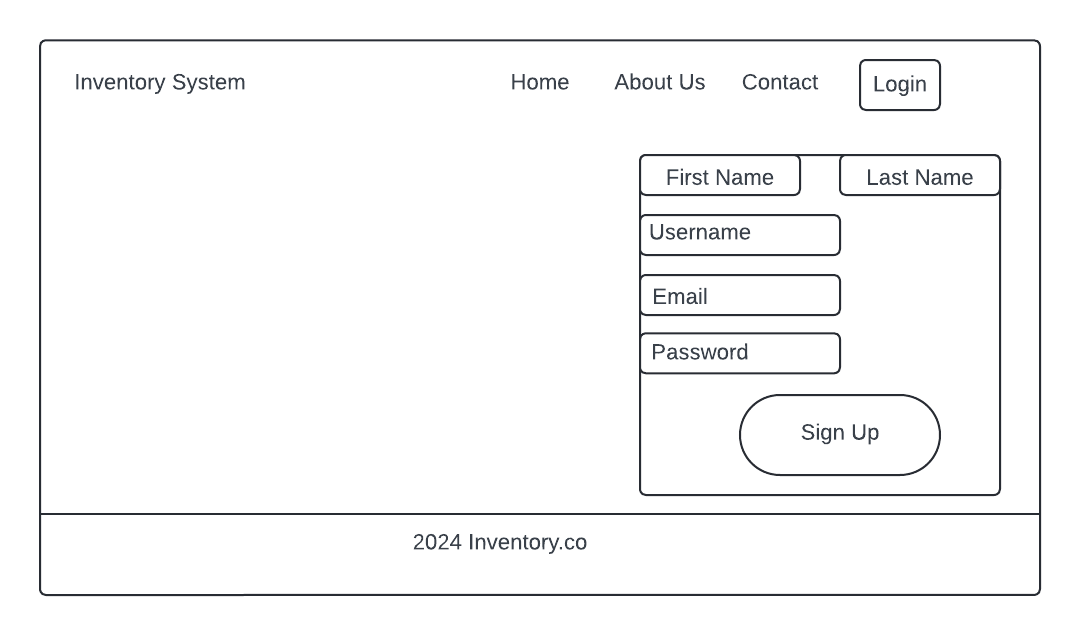 Inventory System
Home
About Us
Contact
Login
First Name
Last Name
Username
Email
Password
Sign Up
2024 Inventory.co